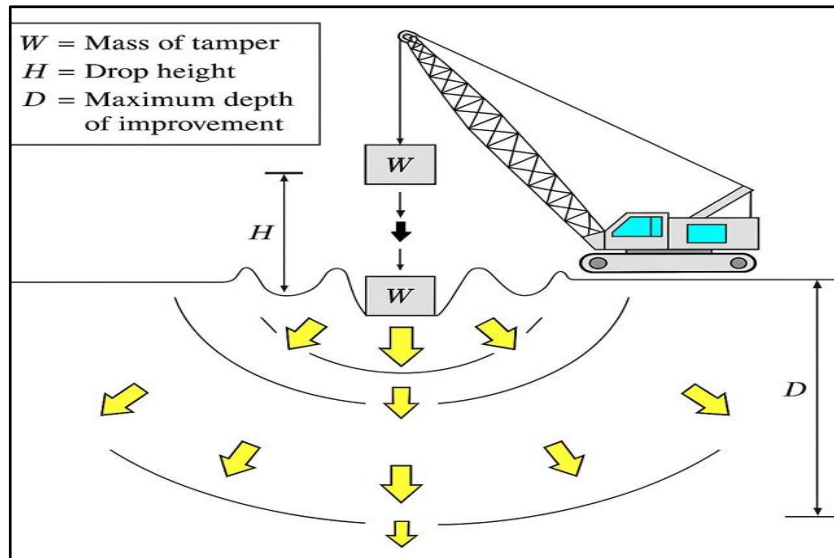 W = Mass of tamper
H = Drop height
D = Maximum depth
of improvement
W
H
W
D